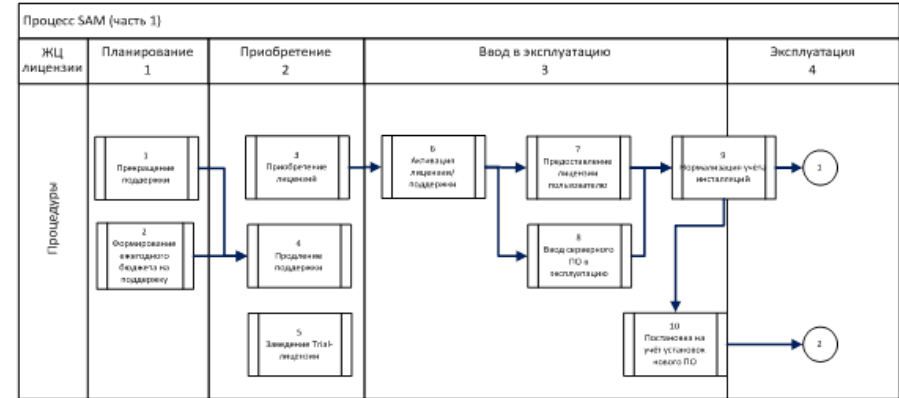 Процесс SAM (часть 1)
ЖЦ
лицензии
Планирование
1
Приобретение
2
Ввод в эксплуатацию
3
Эксплуатация
4
Процедуры
1
Прекращение
поддержки
2
Формирование
ежегодного
бюджета на
поддержку
3
Приобретение
лицензий
4
Продление
поддержки
5
Заведение Trial-
лицензии
6
Активация
лицензии/
поддержки
7
Предоставление
лицензии
пользователю
8
Ввод серверного
ПО в
эксплуатацию
9
Нормализация учёта
инсталляций
10
Постановка на
учёт установок
нового ПО
1
2